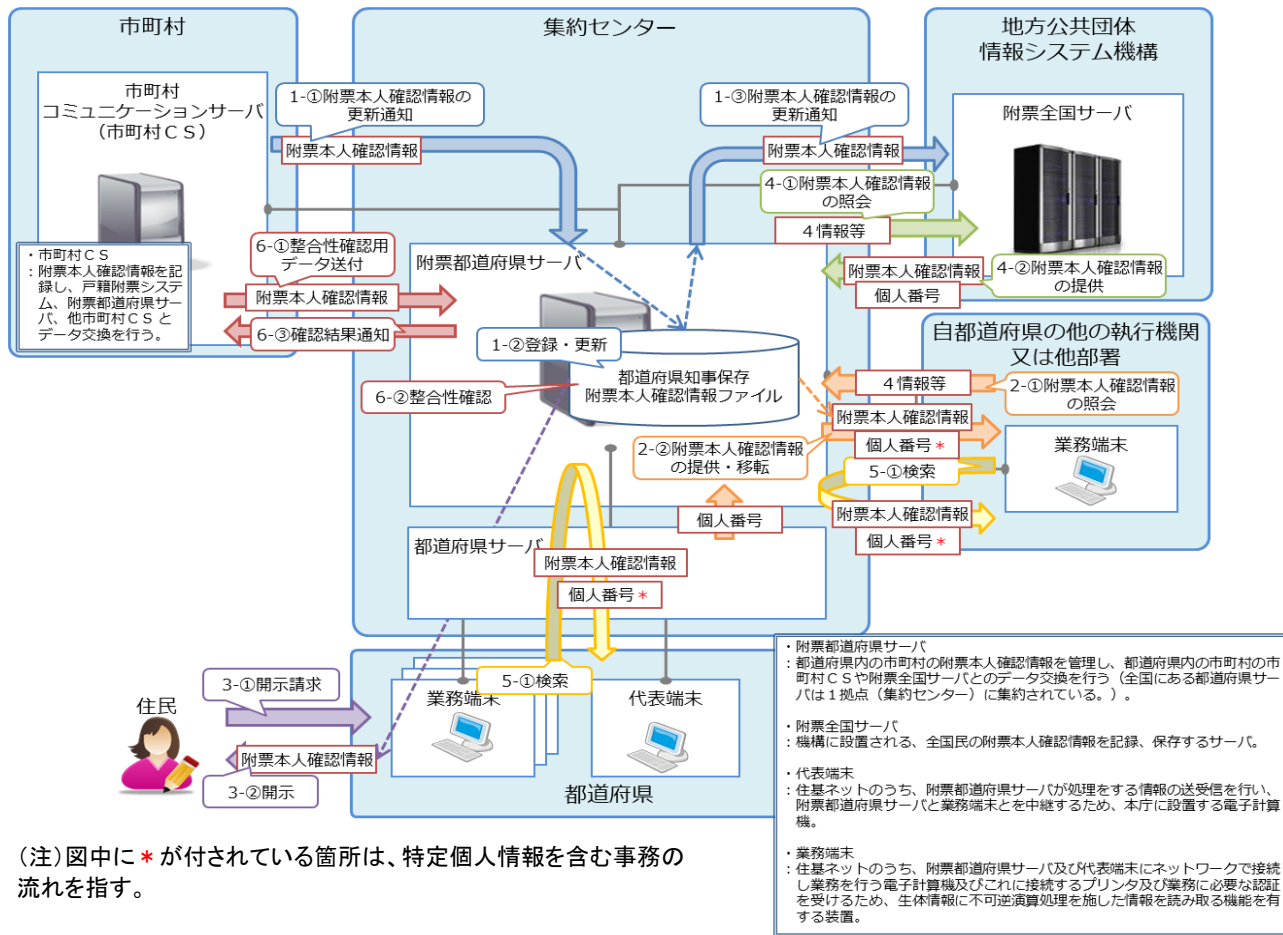 市町村
市町村
コミュニケーションサーバ
（市町村ＣＳ）
・市町村ＣＳ
：附票本人確認情報を記
録し、戸籍附票システ
ム、附票都道府県サー
バ、他市町村ＣＳと
データ交換を行う。
集約センター
1-①附票本人確認情報の
更新通知
附票本人確認情報
1-③附票本人確認情報の
更新通知
附票本人確認情報
地方公共団体
情報システム機構
附票全国サーバ
4-①附票本人確認情報
の照会
４情報等
附票本人確認情報
個人番号
4-②附票本人確認情報
の提供
6-①整合性確認用
データ送付
附票本人確認情報
6-③確認結果通知
附票都道府県サーバ
1-②登録・更新
6-②整合性確認
都道府県知事保存
附票本人確認情報ファイル
自都道府県の他の執行機関
又は他部署
４情報等
2-①附票本人確認情報
の照会
附票本人確認情報
個人番号＊
2-②附票本人確認情報
の提供・移転
業務端末
5-①検索
附票本人確認情報
個人番号＊
個人番号
都道府県サーバ
附票本人確認情報
個人番号＊
5-①検索
業務端末
代表端末
都道府県
住民
3-①開示請求
附票本人確認情報
3-②開示
・附票都道府県サーバ
：都道府県内の市町村の附票本人確認情報を管理し、都道府県内の市町村の市
町村ＣＳや附票全国サーバとのデータ交換を行う（全国にある都道府県サー
バは１拠点（集約センター）に集約されている。）。
・附票全国サーバ
：機構に設置される、全国民の附票本人確認情報を記録、保存するサーバ。
・代表端末
：住基ネットのうち、附票都道府県サーバが処理をする情報の送受信を行い、
附票都道府県サーバと業務端末とを中継するため、本庁に設置する電子計算
機。
・業務端末
：住基ネットのうち、附票都道府県サーバ及び代表端末にネットワークで接続
し業務を行う電子計算機及びこれに接続するプリンタ及び業務に必要な認証
を受けるため、生体情報に不可逆演算処理を施した情報を読み取る機能を有
する装置。
（注）図中に＊が付されている箇所は、特定個人情報を含む事務の
流れを指す。